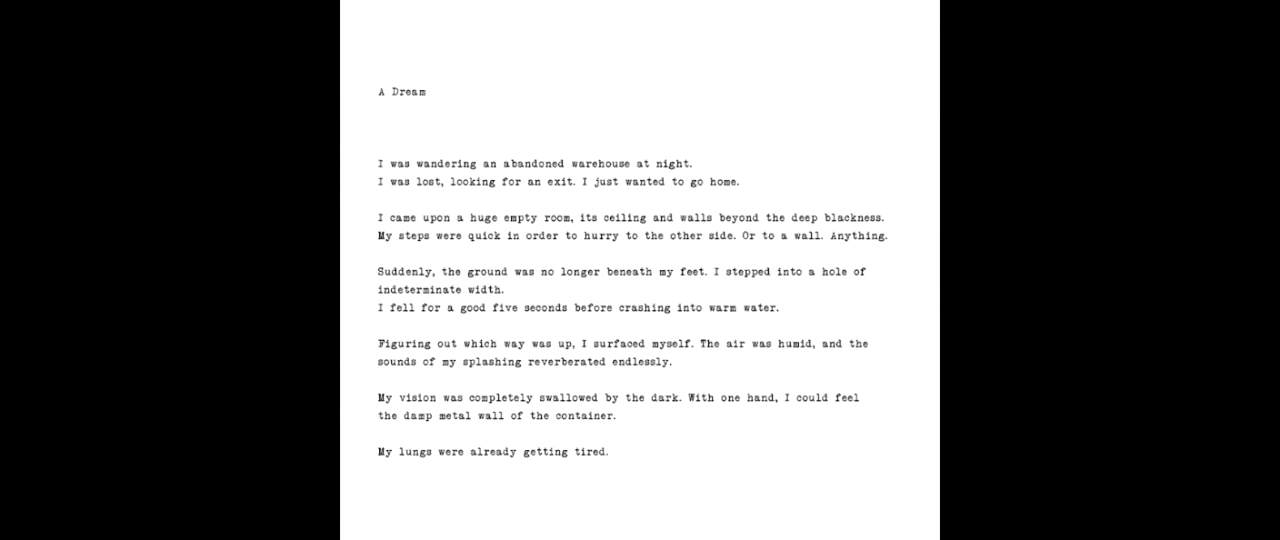 A Dream
I was wandering an abandoned warehouse at night.
I was lost, looking for an exit. I just wanted to go home.
I came upon a huge empty room, its ceiling and walls beyond the deep blackness.
My steps were quick in order to hurry to the other side. Or to a wall. Anything.
Suddenly, the ground was no longer beneath my feet. I stepped into a hole of
indeterminate width.
I fell for a good five seconds before crashing into warm water.
Figuring out which way was up, I surfaced myself. The air was humid, and the
sounds of my splashing reverberated endlessly.
My vision was completely swallowed by the dark. With one hand, I could feel
the damp metal wall of the container.
My lungs were already getting tired.